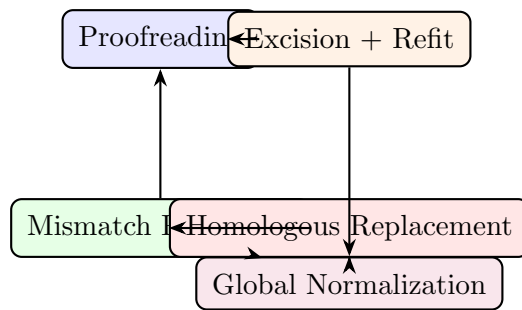 Proofreadin
Excision + Refit
Mismatch
Homologous Replacement
Global Normalization